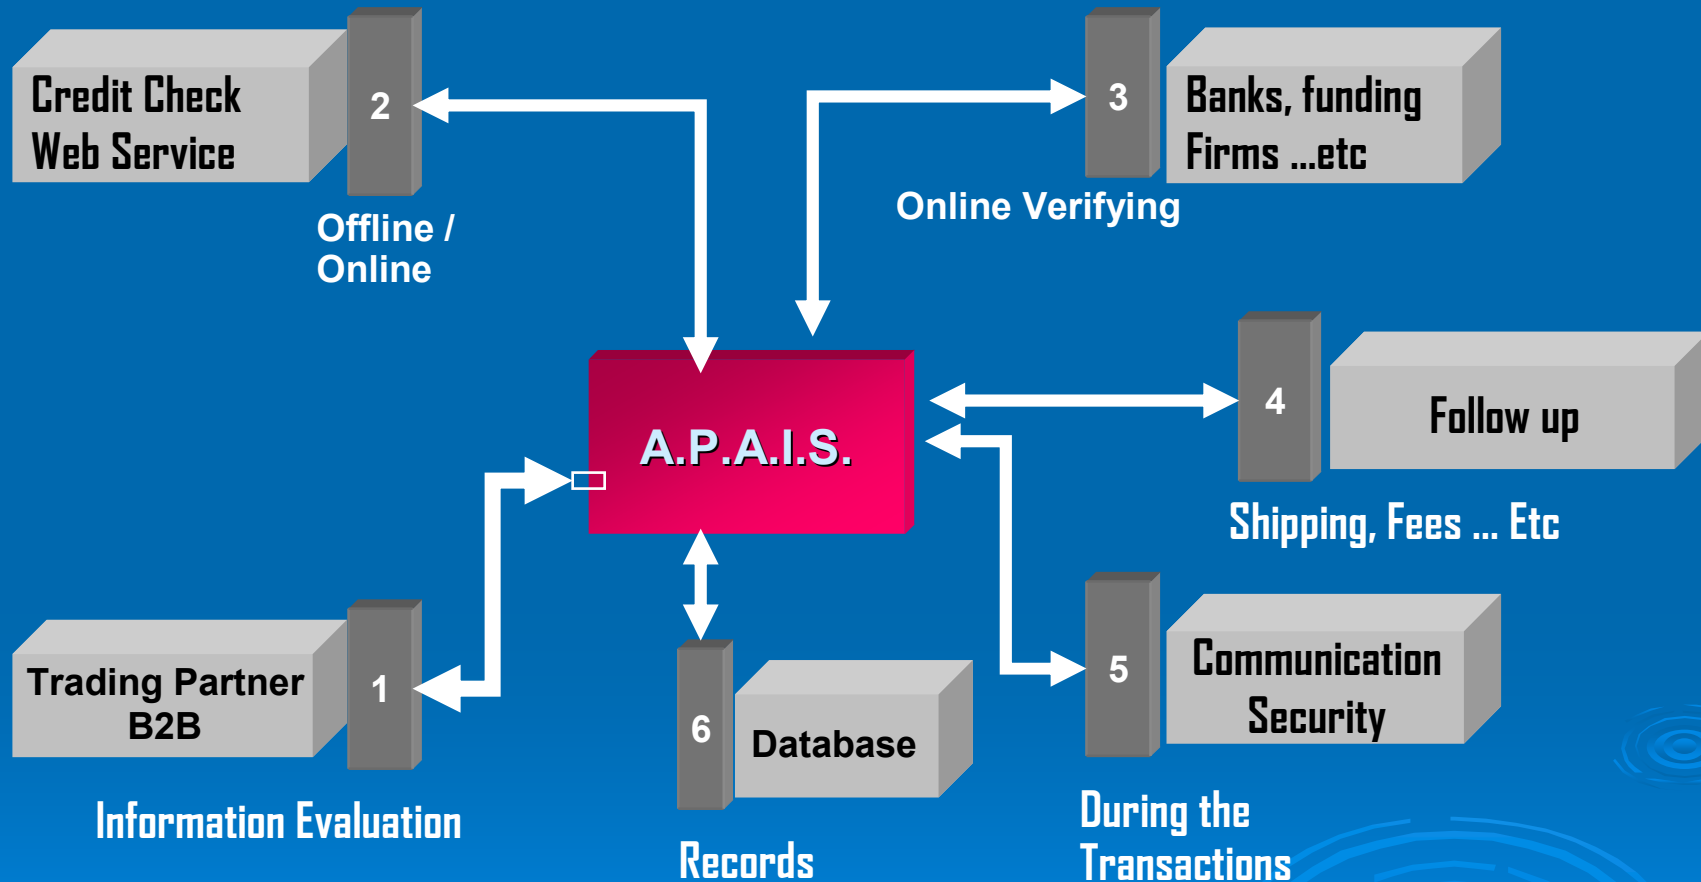 Credit Check
Web Service
2
Offline /
Online
3
Banks, funding
Firms ...etc
Online Verifying
A.P.A.I.S.
4
Follow up
Shipping, Fees ... Etc
Trading Partner
B2B
1
Information Evaluation
6
Database
Records
5
Communication
Security
During the
Transactions